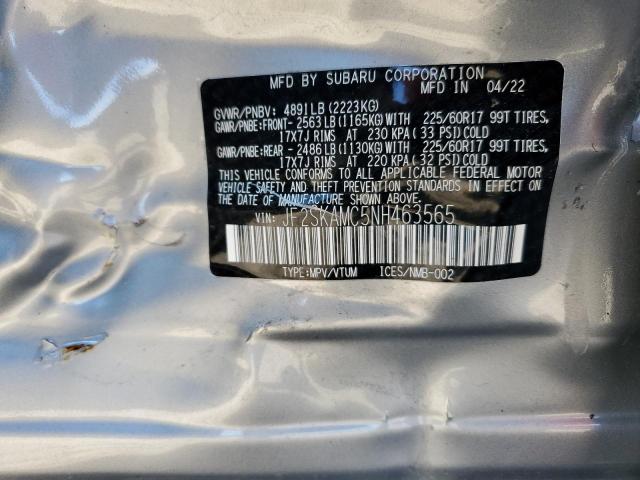 MFD BY SUBARU CORPORATION
MFD IN 04/22
GVWR/PNBV: 4891LB(2223KG)
GAWR/PNBE:FRONT-2563LB(1165KG)WITH 225/60R17 99T TIRES,
17X7J RIMS AT 230 KPA(33 PSI)COLD
GAWR/PNBE:REAR -2486LB(1130KG)WITH 225/60R17 99T TIRES,
17X7J RIMS AT 220 KPA(32 PSI)COLD
THIS VEHICLE CONFORMS TO ALL APPLICABLE FEDERAL MOTOR
VEHICLE SAFETY AND THEFT PREVENTION STANDARDS IN EFFECT
ON THE DATE OF MANUFACTURE SHOWN ABOVE.
VIN: JF2SKAMC5NH463565
TYPE:MPV/VTUM ICES/NMB-002